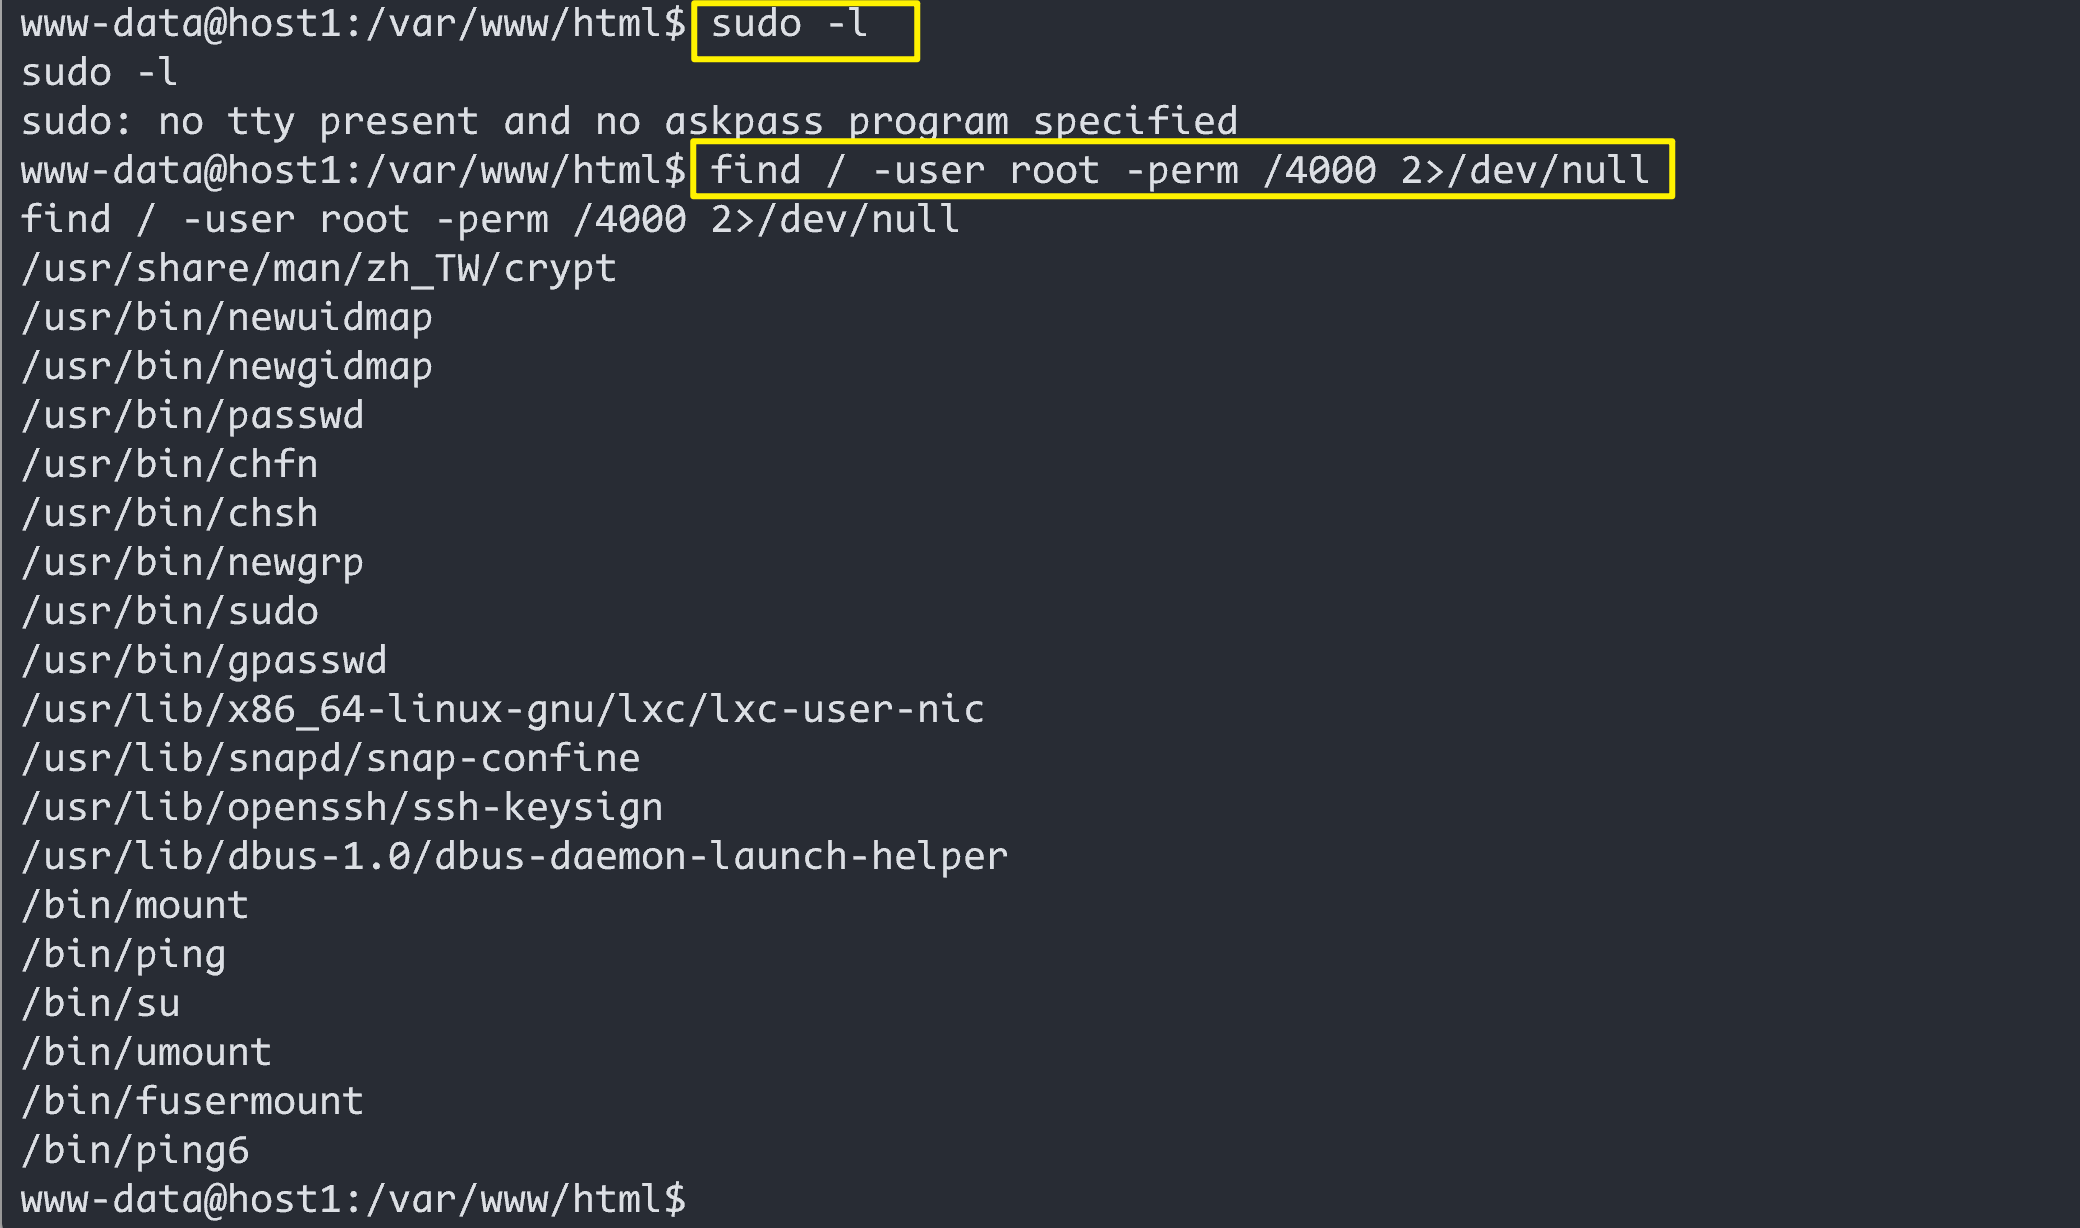 www-data@host1:/var/www/html$ sudo -l
sudo -l
sudo: no tty present and no askpass program specified
www-data@host1:/var/www/html$ find / -user root -perm /4000 2>/dev/null
find / -user root -perm /4000 2>/dev/null
/usr/share/man/zh_TW/crypt
/usr/bin/newuidmap
/usr/bin/newgidmap
/usr/bin/passwd
/usr/bin/chfn
/usr/bin/chsh
/usr/bin/newgrp
/usr/bin/sudo
/usr/bin/gpasswd
/usr/lib/x86_64-linux-gnu/lxc/lxc-user-nic
/usr/lib/snapd/snap-confine
/usr/lib/openssh/ssh-keysign
/usr/lib/dbus-1.0/dbus-daemon-launch-helper
/bin/mount
/bin/ping
/bin/su
/bin/umount
/bin/fusermount
/bin/ping6
www-data@host1:/var/www/html$